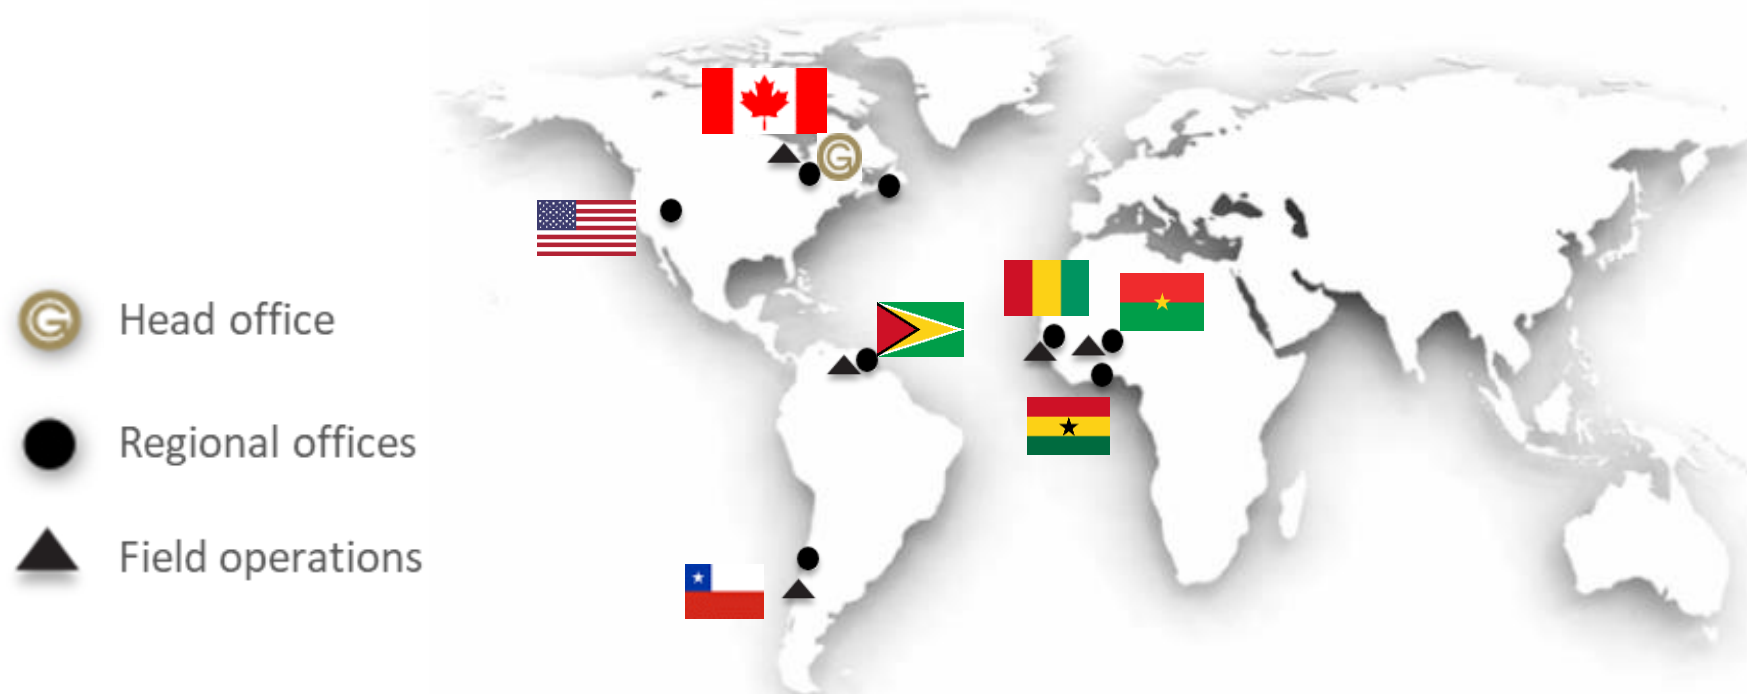 G
G
Head office
Regional offices
Field operations